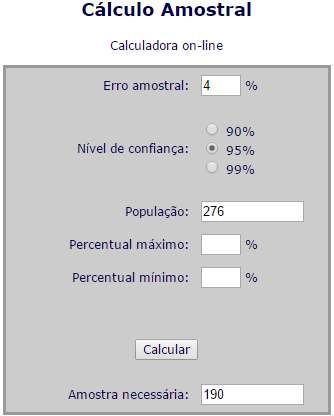 Cálculo Amostral
Calculadora on-line
Erro amostral: 4 %
90%
Nível de confiança: 95%
99%
População: 276
Percentual máximo: %
Percentual mínimo: %
Calcular
Amostra necessária: 190